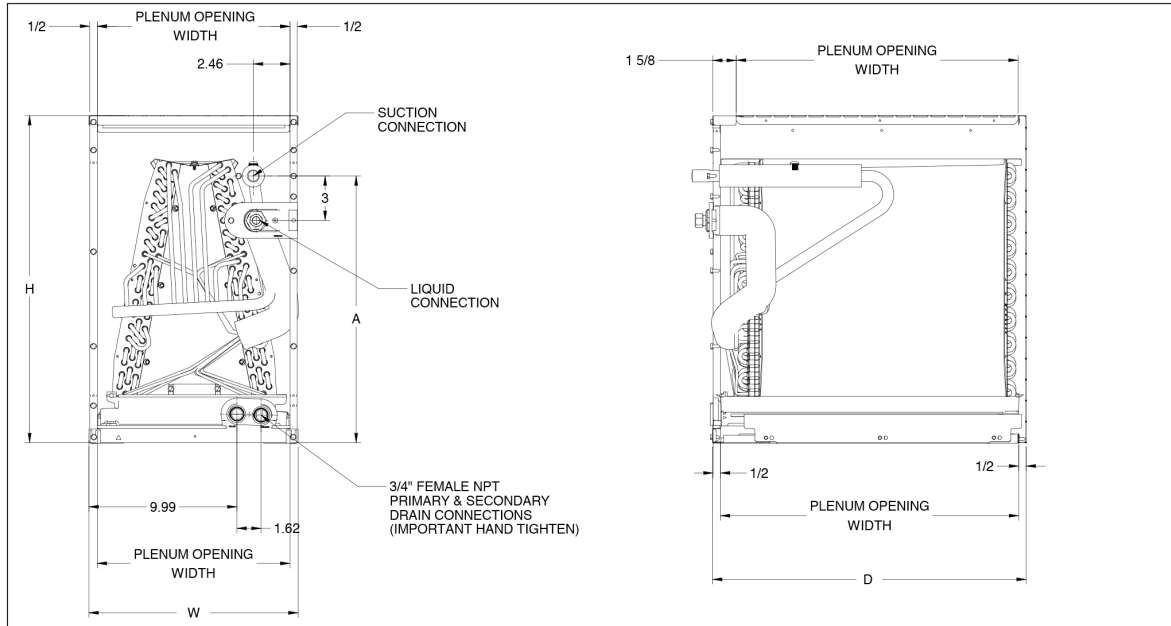 PLENUM OPENING
WIDTH
1/2
1/2
2.46
SUCTION
CONNECTION
3
H
A
LIQUID
CONNECTION
3/4" FEMALE NPT
PRIMARY & SECONDARY
DRAIN CONNECTIONS
(IMPORTANT HAND TIGHTEN)
9.99
1.62
PLENUM OPENING
WIDTH
W
PLENUM OPENING
WIDTH
1 5/8
1/2
1/2
PLENUM OPENING
WIDTH
D